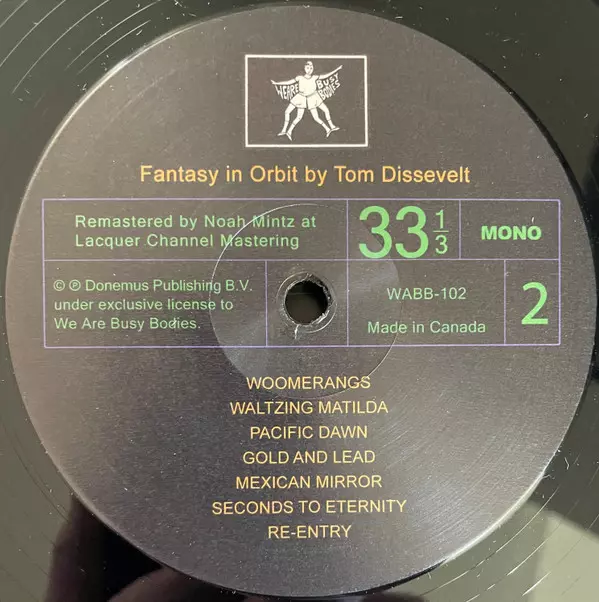 WE ARE BUSY BODIES
Fantasy in Orbit by Tom Dissevelt
Remastered by Noah Mintz at
Lacquer Channel Mastering
33 1/3
MONO
© ℗ Donemus Publishing B.V.
under exclusive license to
We Are Busy Bodies.
WABB-102
Made in Canada
2
WOOMERANGS
WALTZING MATILDA
PACIFIC DAWN
GOLD AND LEAD
MEXICAN MIRROR
SECONDS TO ETERNITY
RE-ENTRY